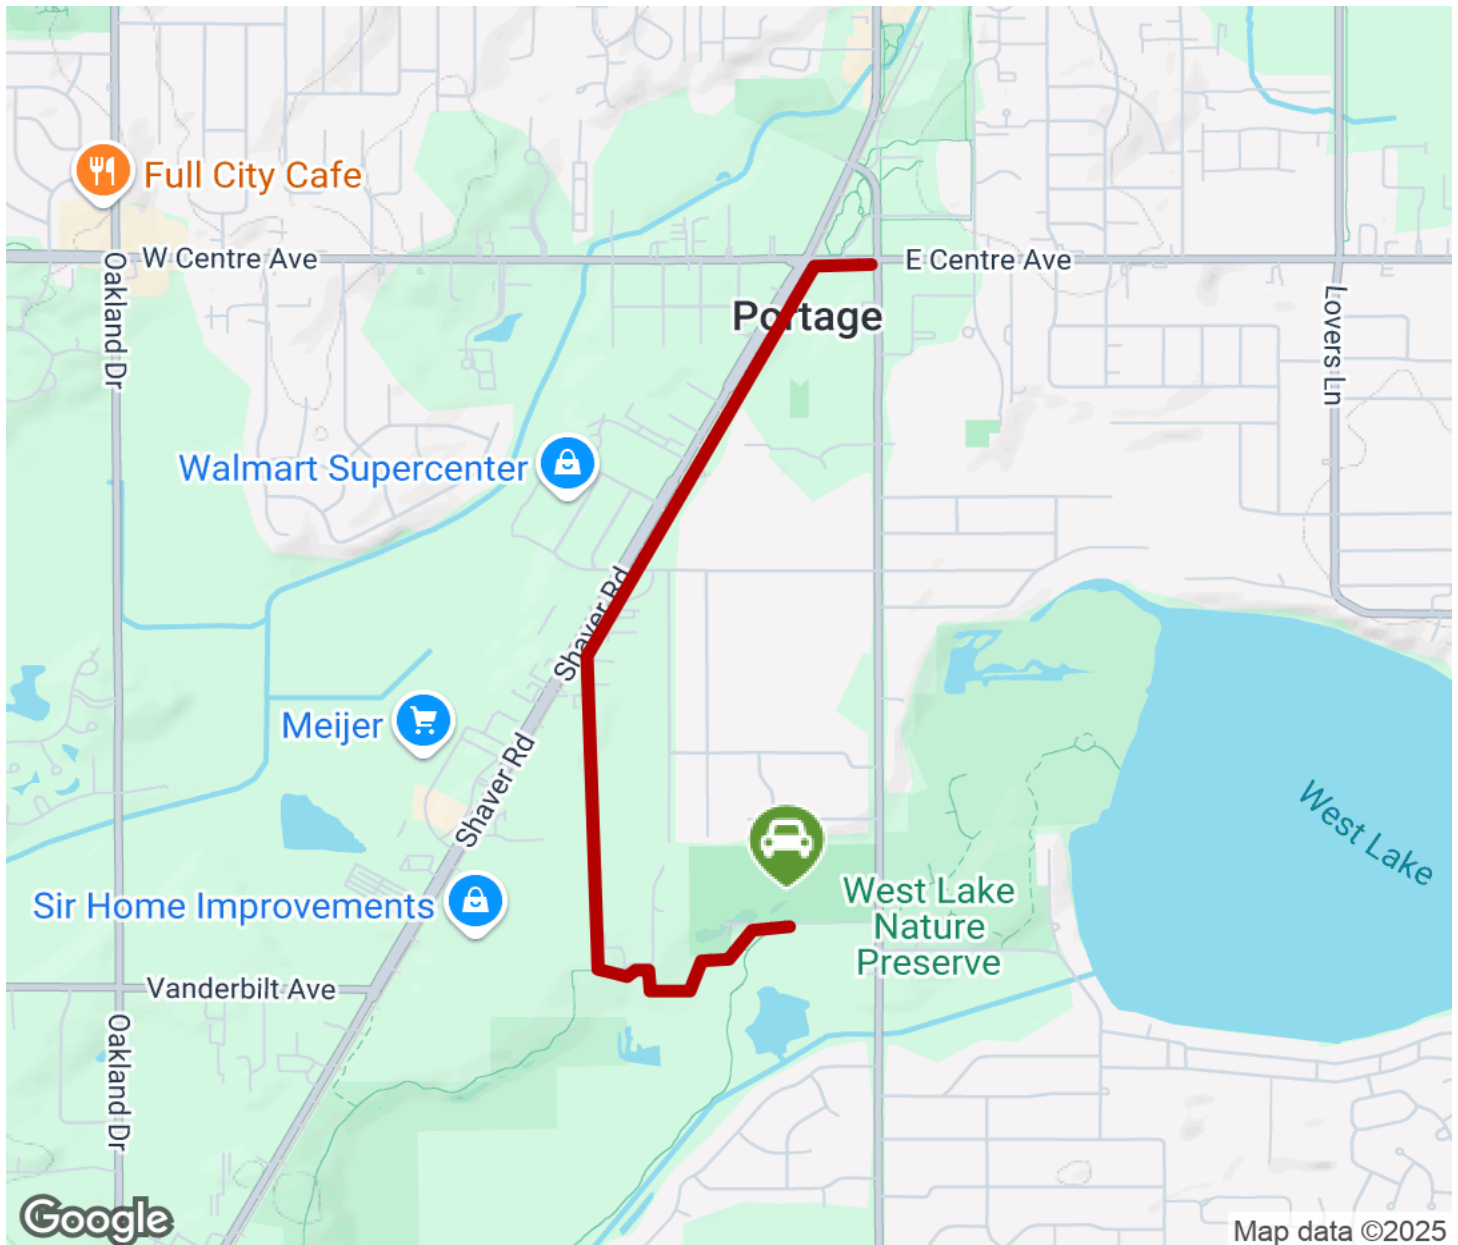 Full City Cafe
W Centre Ave
E Centre Ave
Oakland Dr
Lovers Ln
Portage
Walmart Supercenter
Shaver Rd
Meijer
Shaver Rd
West Lake
Sir Home Improvements
West Lake
Nature
Preserve
Vanderbilt Ave
Oakland Dr
Google
Map data ©2025